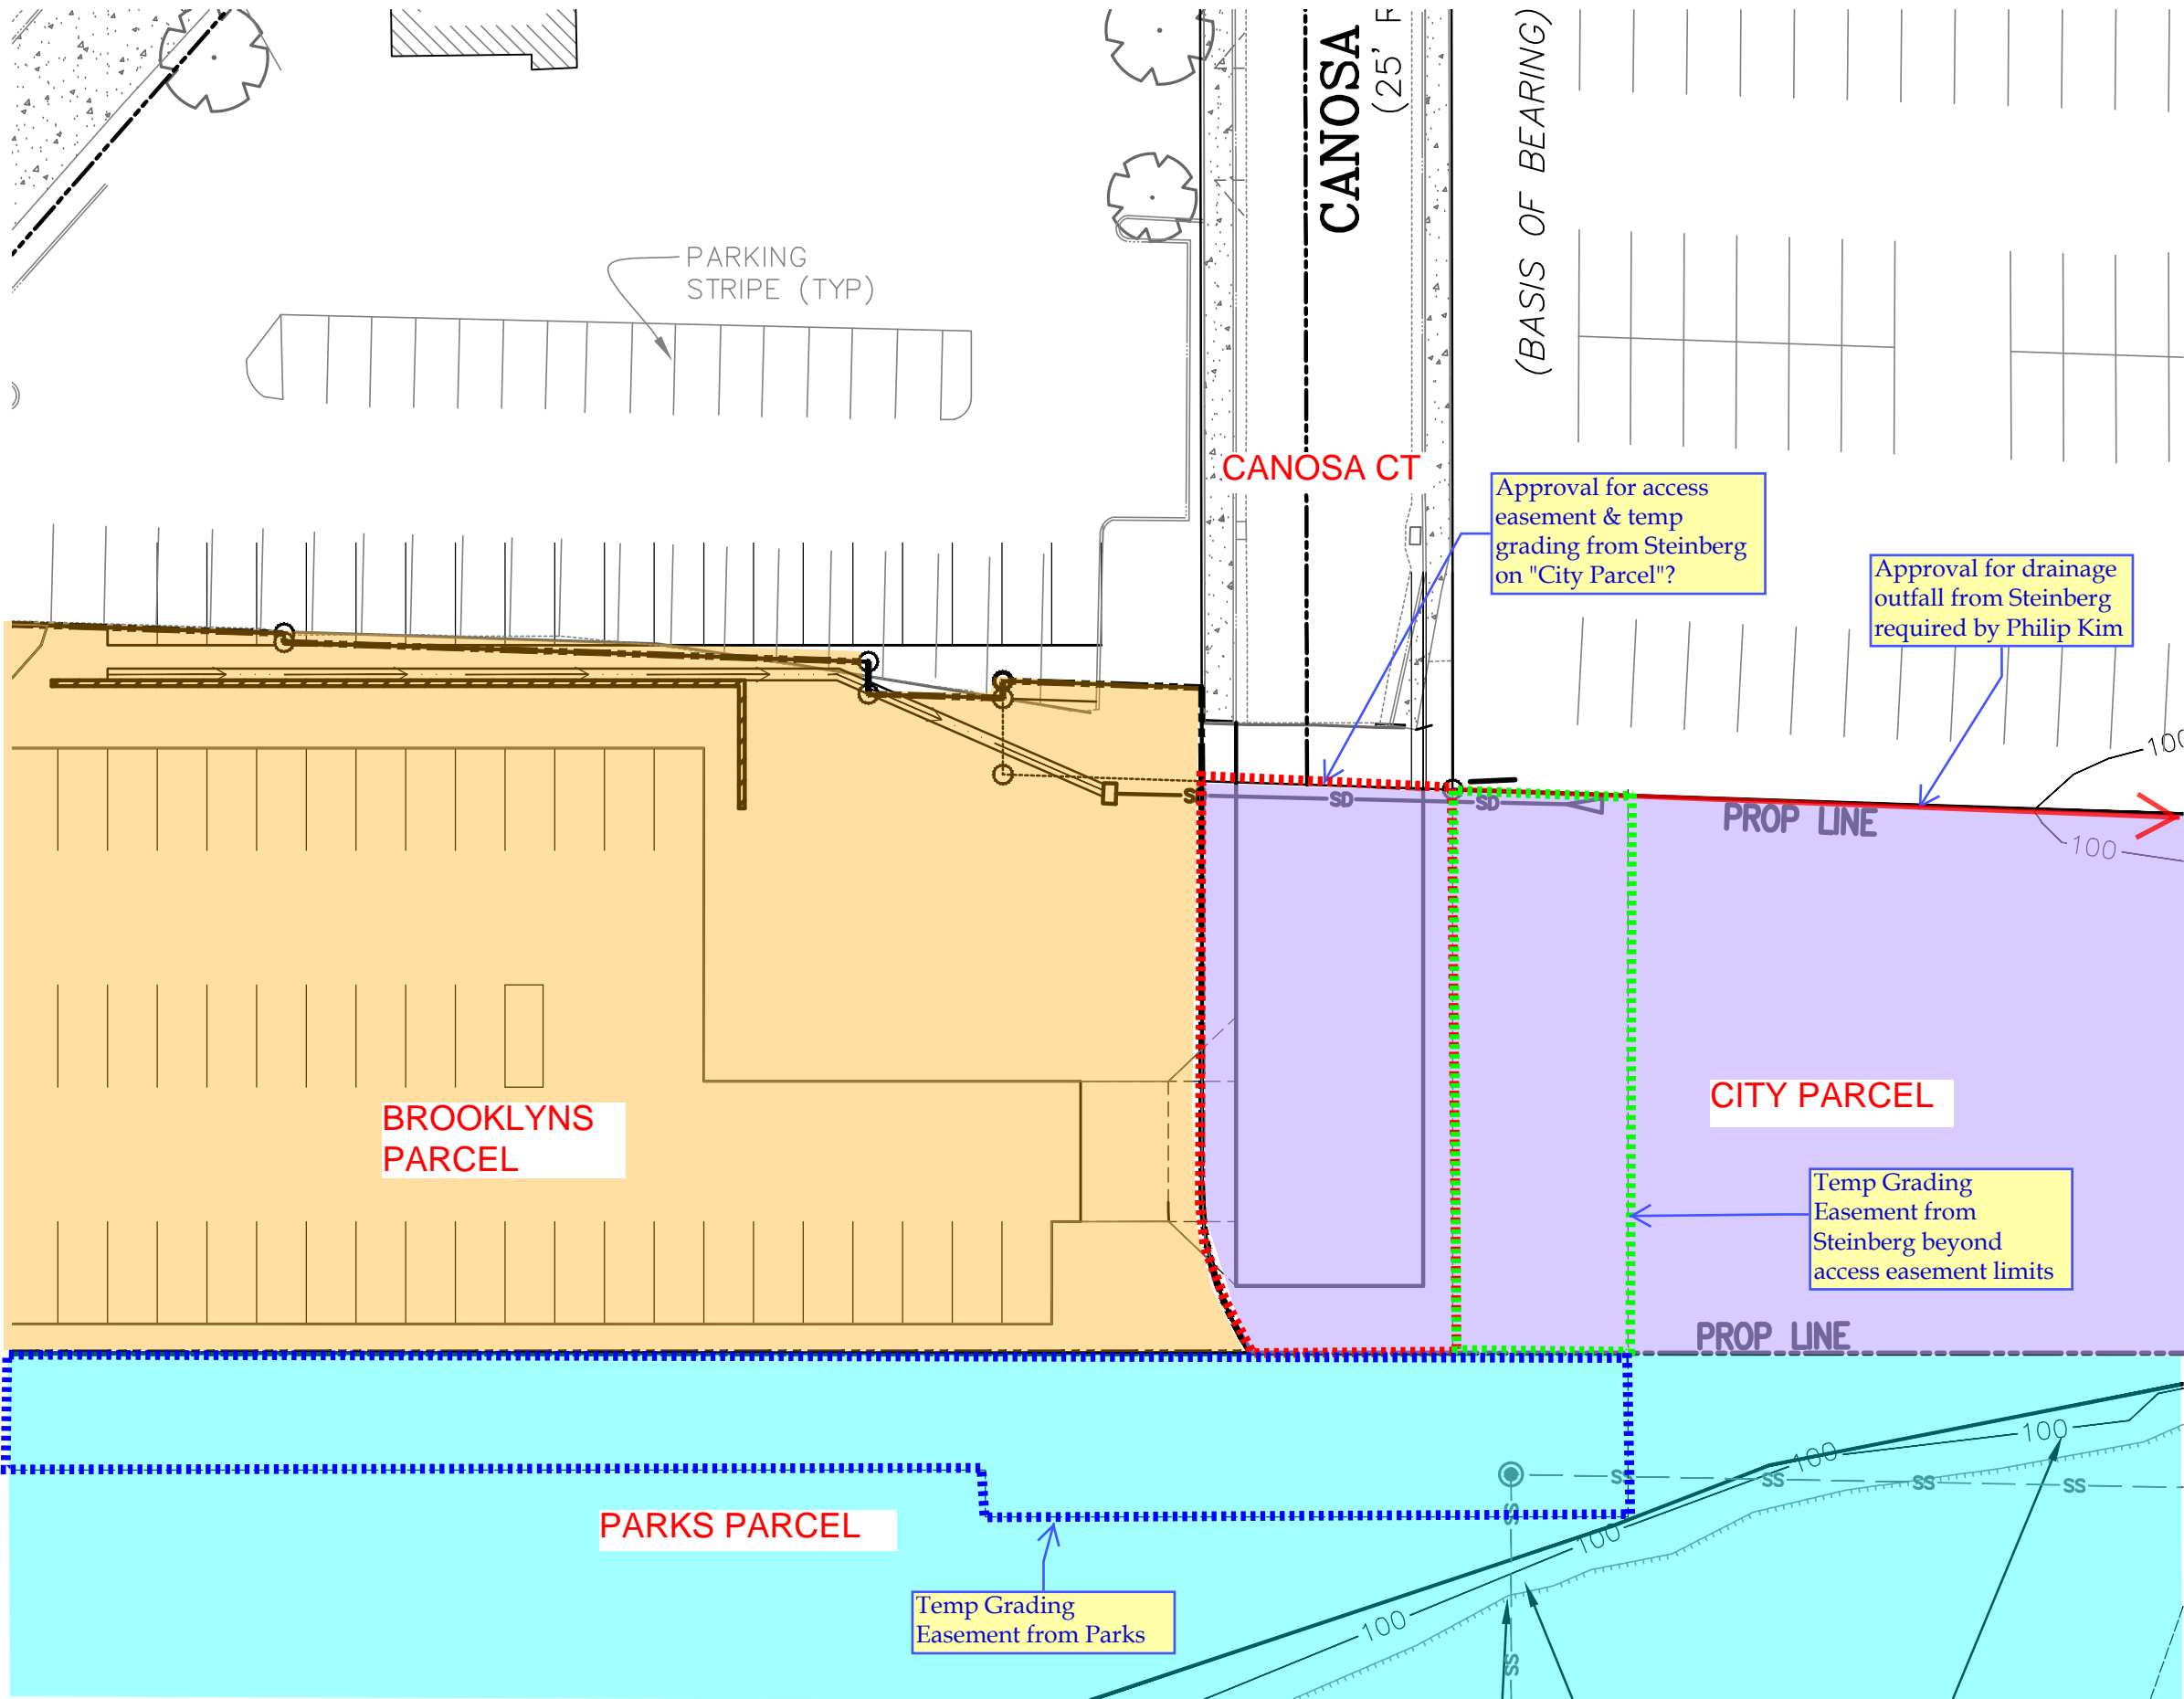 CANOSA
(25'
(BASIS OF BEARING)
PARKING
STRIPE (TYP)
CANOSA CT
Approval for access
easement & temp
grading from Steinberg
on "City Parcel"?
Approval for drainage
outfall from Steinberg
required by Philip Kim
100
SD
SD
PROP LINE
100
BROOKLYNS
PARCEL
CITY PARCEL
Temp Grading
Easement from
Steinberg beyond
access easement limits
PROP LINE
100
100
SS
SS
SS
SS
SS
100
PARKS PARCEL
Temp Grading
Easement from Parks
100
SS